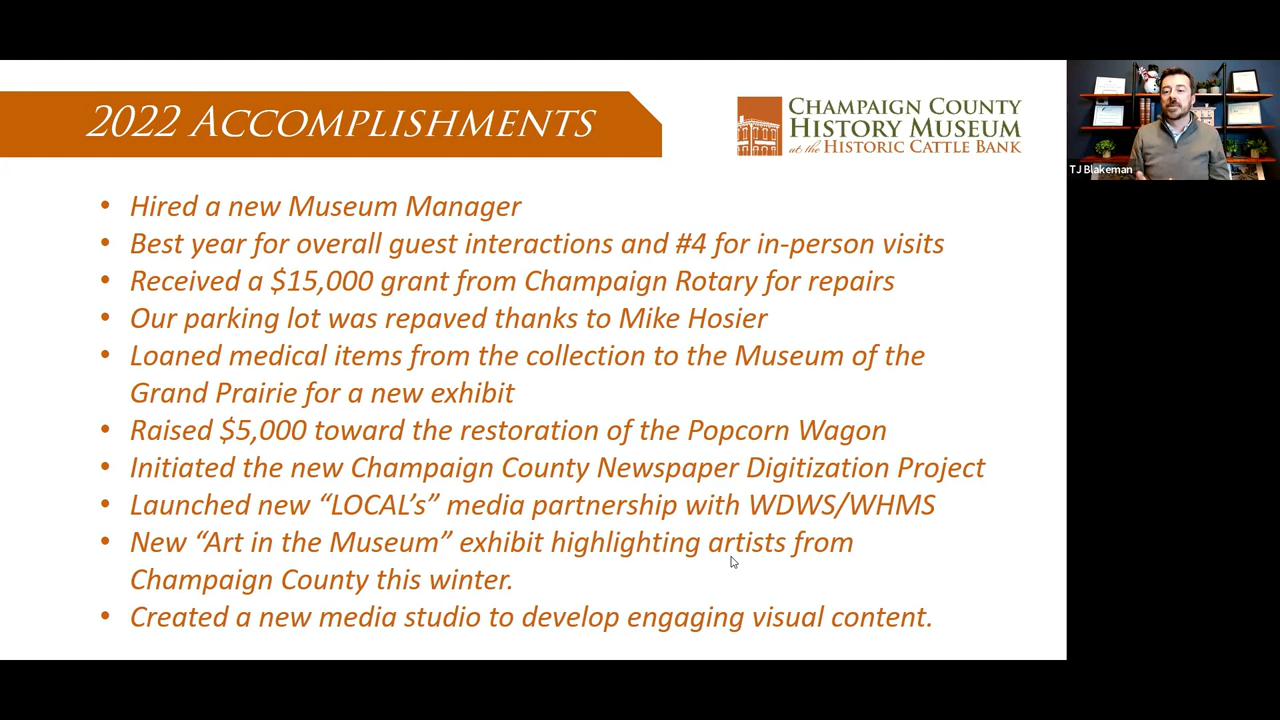 2022 ACCOMPLISHMENTS
CHAMPAIGN COUNTY
HISTORY MUSEUM
at the HISTORIC CATTLE BANK
TJ Blakeman
• Hired a new Museum Manager
• Best year for overall guest interactions and #4 for in-person visits
• Received a $15,000 grant from Champaign Rotary for repairs
• Our parking lot was repaved thanks to Mike Hosier
• Loaned medical items from the collection to the Museum of the
Grand Prairie for a new exhibit
• Raised $5,000 toward the restoration of the Popcorn Wagon
• Initiated the new Champaign County Newspaper Digitization Project
• Launched new “LOCAL’s” media partnership with WDWS/WHMS
• New “Art in the Museum” exhibit highlighting artists from
Champaign County this winter.
• Created a new media studio to develop engaging visual content.